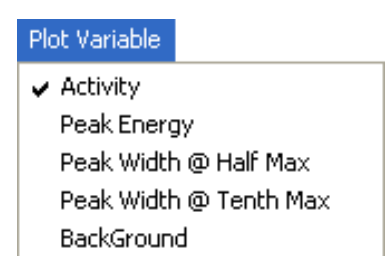 Plot Variable
Activity
Peak Energy
Peak Width @ Half Max
Peak Width @ Tenth Max
BackGround